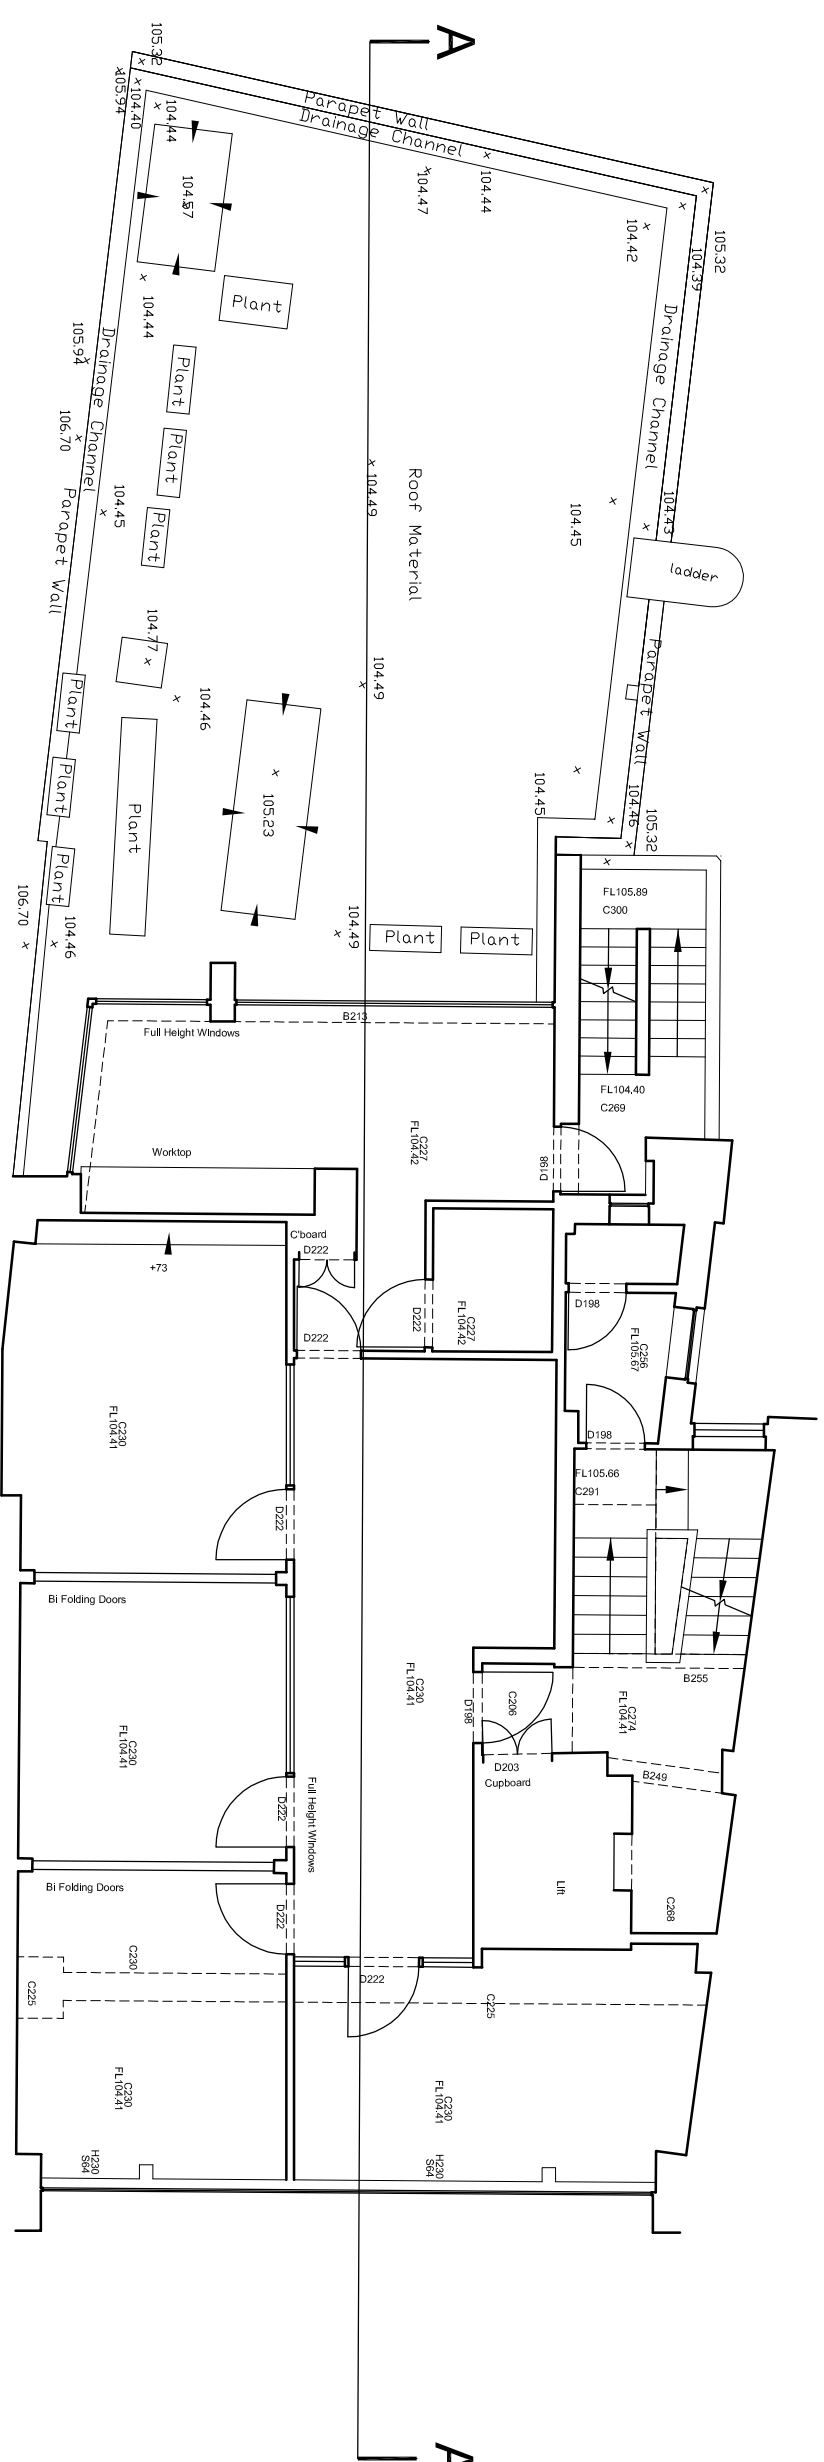 A
105.32
Parapet Wall
Drainage Channel
105.94
104.40
104.44
104.44
104.47
104.57
105.32
104.42
104.39
Plant
104.44
Drainage Channel
105.94
Drainage Channel
Plant
106.70
Plant
104.49
Roof Material
104.45
Parapet Wall
Plant
104.45
104.43
ladder
104.77
Parapet Wall
Plant
104.46
104.49
Plant
Plant
105.23
104.45
104.46
105.32
Plant
106.70
104.46
104.49
Plant
Plant
FL105.89
C300
B213
Full Height Windows
FL104.40
C269
Worktop
C227
FL104.42
D198
C'board
D222
+73
D222
D222
C227
FL104.42
D198
C256
FL105.67
C230
FL104.41
D198
FL105.66
C291
D222
Bi Folding Doors
C230
FL104.41
D198
C206
C274
FL104.41
B255
C230
FL104.41
D203
Cupboard
B249
D222
Full Height Windows
Bi Folding Doors
Lift
C268
D222
C230
C225
D222
C225
C230
FL104.41
C230
FL104.41
H230
S64
H230
S64
A